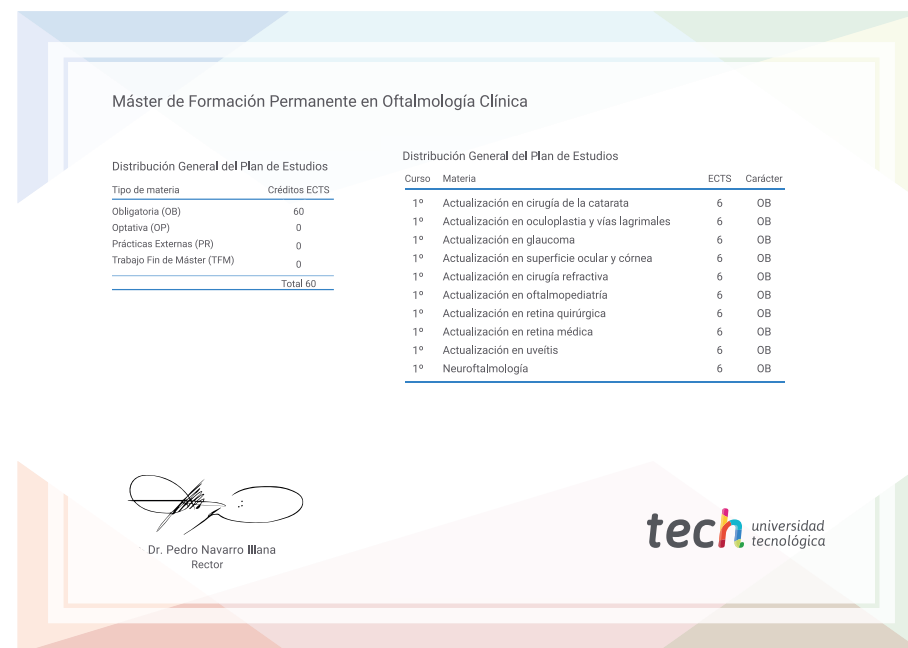 Máster de Formación Permanente en Oftalmología Clínica
Distribución General del Plan de Estudios
Tipo de materia Créditos ECTS
Obligatoria (OB) 60
Optativa (OP) 0
Prácticas Externas (PR) 0
Trabajo Fin de Máster (TFM) 0
Total 60
Distribución General del Plan de Estudios
Curso Materia ECTS Carácter
1º Actualización en cirugía de la catarata 6 OB
1º Actualización en oculoplastia y vías lagrimales 6 OB
1º Actualización en glaucoma 6 OB
1º Actualización en superficie ocular y córnea 6 OB
1º Actualización en cirugía refractiva 6 OB
1º Actualización en oftalmopediatría 6 OB
1º Actualización en retina quirúrgica 6 OB
1º Actualización en retina médica 6 OB
1º Actualización en uveítis 6 OB
1º Neuroftalmología 6 OB
Dr. Pedro Navarro Illana
Rector
tech universidad
tecnológica